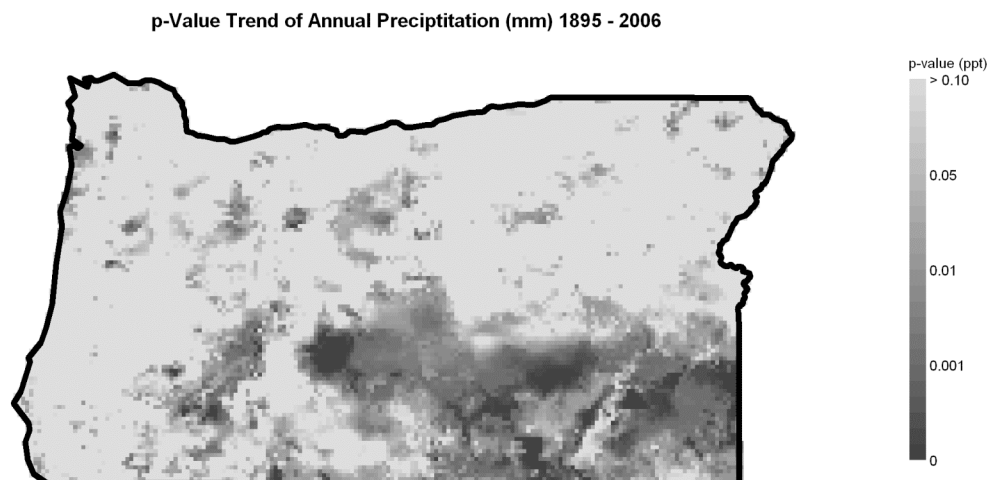 p-Value Trend of Annual Preciptitation (mm) 1895 - 2006
p-value (ppt)
> 0.10
0.05
0.01
0.001
0